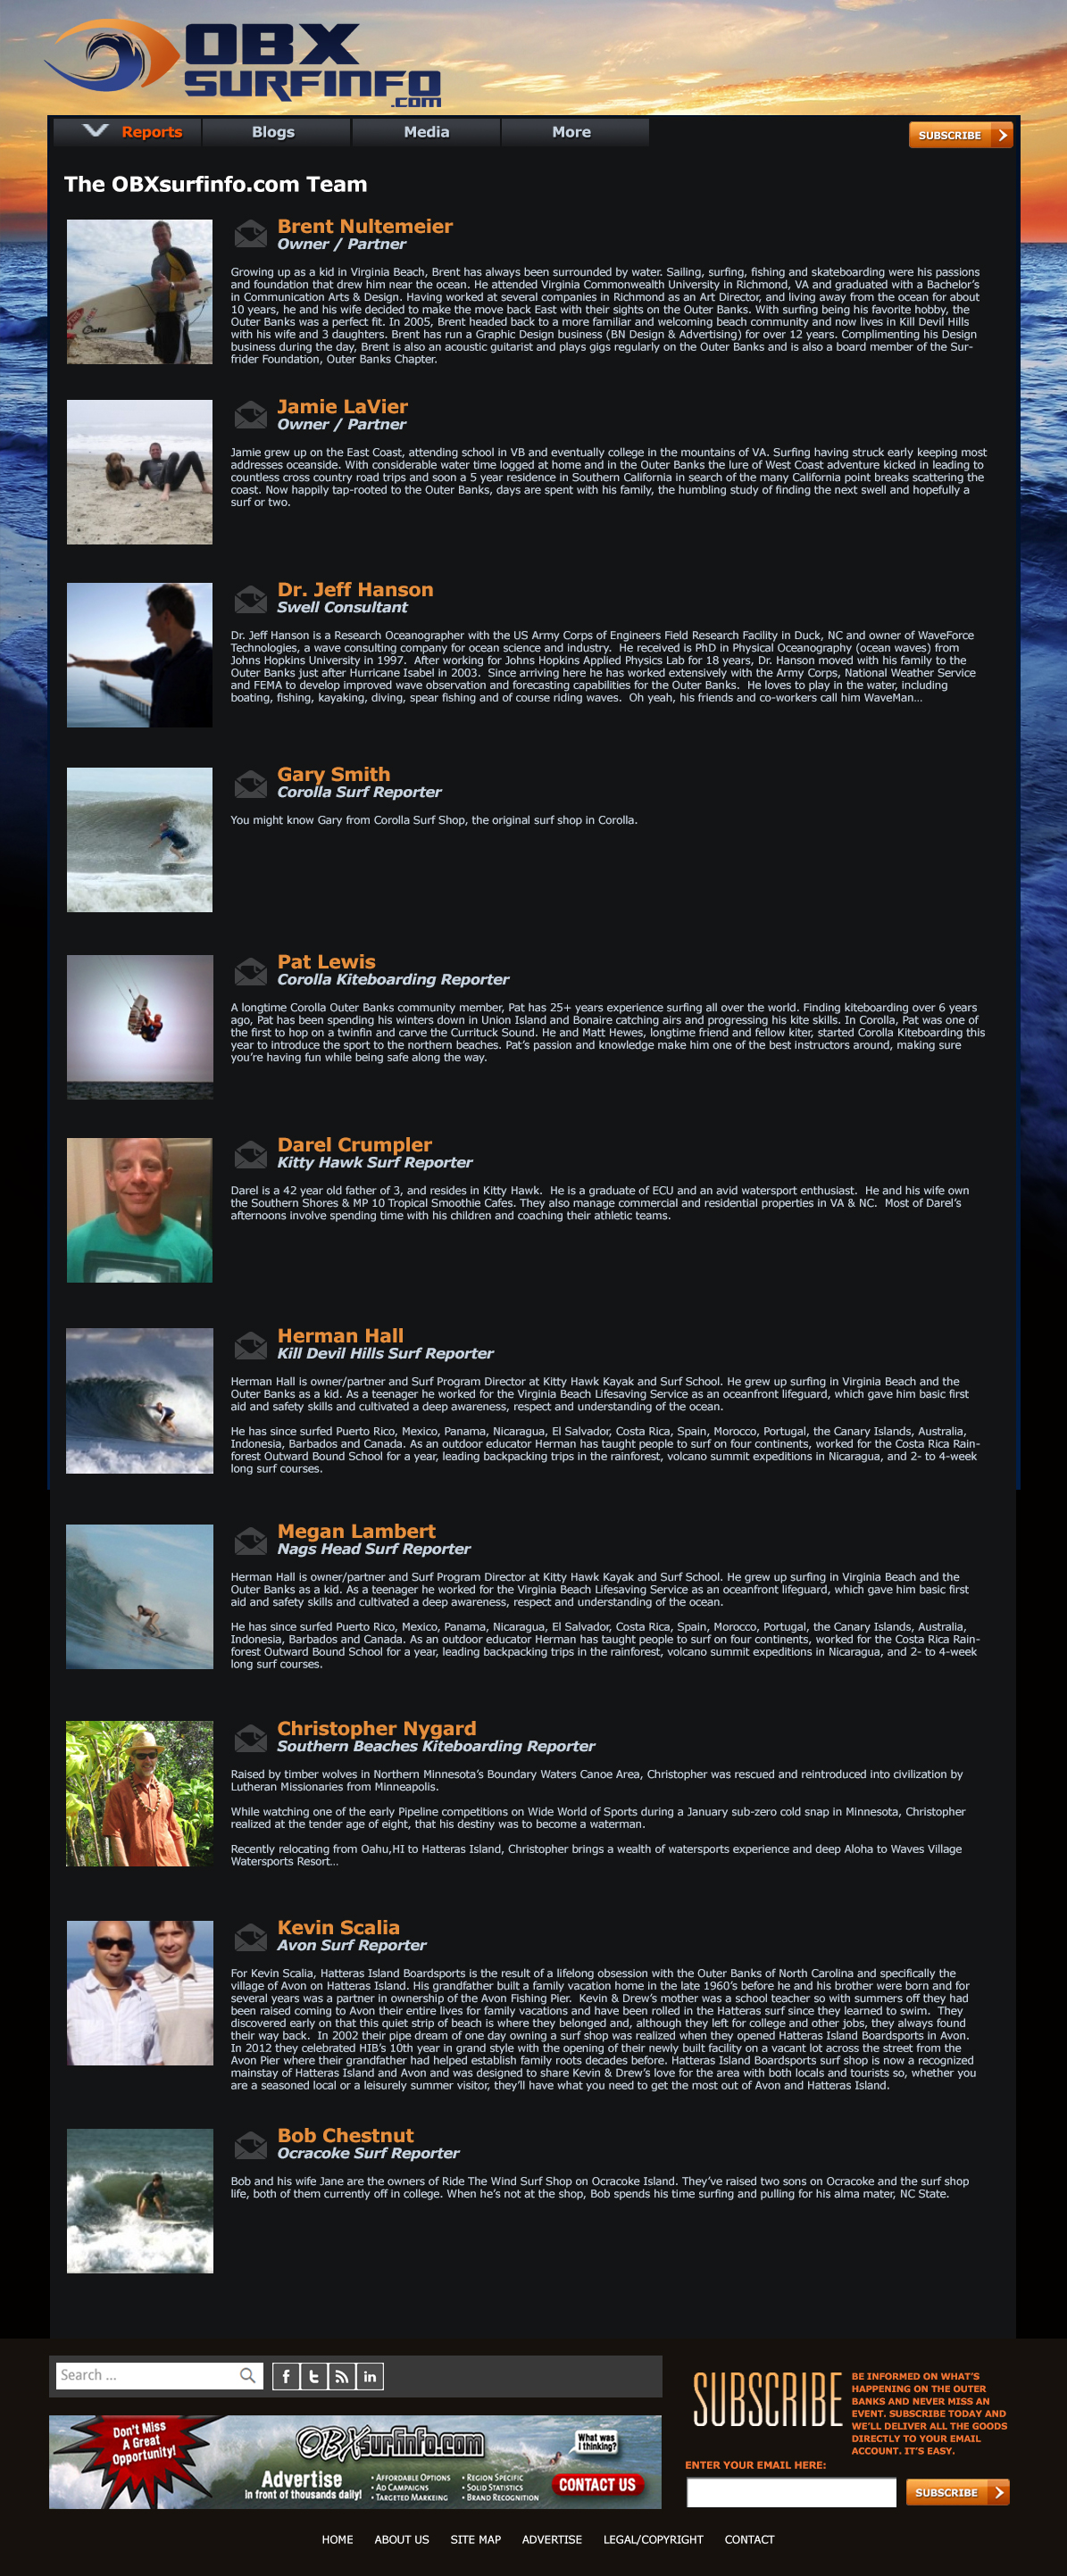 OBX
SURFINFO
.com
Reports
Blogs
Media
More
SUBSCRIBE
The OBXsurfinfo.com Team
Brent Nultemeier
Owner / Partner
Growing up as a kid in Virginia Beach, Brent has always been surrounded by water. Sailing, surfing, fishing and skateboarding were his passions
and foundation that drew him near the ocean. He attended Virginia Commonwealth University in Richmond, VA and graduated with a Bachelor's
in Communication Arts & Design. Having worked at several companies in Richmond as an Art Director, and living away from the ocean for about
10 years, he and his wife decided to make the move back East with their sights on the Outer Banks. With surfing being his favorite hobby, the
Outer Banks was a perfect fit. In 2005, Brent headed back to a more familiar and welcoming beach community and now lives in Kill Devil Hills
with his wife and 3 daughters. Brent has run a Graphic Design business (BN Design & Advertising) for over 12 years. Complimenting his Design
business during the day, Brent is also an acoustic guitarist and plays gigs regularly on the Outer Banks and is also a board member of the Sur-
frider Foundation, Outer Banks Chapter.
Jamie LaVier
Owner / Partner
Jamie grew up on the East Coast, attending school in VB and eventually college in the mountains of VA. Surfing having struck early keeping most
addresses oceanside. With considerable water time logged at home and in the Outer Banks the lure of West Coast adventure kicked in leading to
countless cross country road trips and soon a 5 year residence in Southern California in search of the many California point breaks scattering the
coast. Now happily tap-rooted to the Outer Banks, days are spent with his family, the humbling study of finding the next swell and hopefully a
surf or two.
Dr. Jeff Hanson
Swell Consultant
Dr. Jeff Hanson is a Research Oceanographer with the US Army Corps of Engineers Field Research Facility in Duck, NC and owner of WaveForce
Technologies, a wave consulting company for ocean science and industry.  He received is PhD in Physical Oceanography (ocean waves) from
Johns Hopkins University in 1997.  After working for Johns Hopkins Applied Physics Lab for 18 years, Dr. Hanson moved with his family to the
Outer Banks just after Hurricane Isabel in 2003.  Since arriving here he has worked extensively with the Army Corps, National Weather Service
and FEMA to develop improved wave observation and forecasting capabilities for the Outer Banks.  He loves to play in the water, including
boating, fishing, kayaking, diving, spear fishing and of course riding waves.  Oh yeah, his friends and co-workers call him WaveMan...
Gary Smith
Corolla Surf Reporter
You might know Gary from Corolla Surf Shop, the original surf shop in Corolla.
Pat Lewis
Corolla Kiteboarding Reporter
A longtime Corolla Outer Banks community member, Pat has 25+ years experience surfing all over the world. Finding kiteboarding over 6 years
ago, Pat has been spending his winters down in Union Island and Bonaire catching airs and progressing his kite skills. In Corolla, Pat was one of
the first to hop on a twinfin and carve the Currituck Sound. He and Matt Hewes, longtime friend and fellow kiter, started Corolla Kiteboarding this
year to introduce the sport to the northern beaches. Pat's passion and knowledge make him one of the best instructors around, making sure
you're having fun while being safe along the way.
Darel Crumpler
Kitty Hawk Surf Reporter
Darel is a 42 year old father of 3, and resides in Kitty Hawk.  He is a graduate of ECU and an avid watersport enthusiast.  He and his wife own
the Southern Shores & MP 10 Tropical Smoothie Cafes. They also manage commercial and residential properties in VA & NC.  Most of Darel's
afternoons involve spending time with his children and coaching their athletic teams.
Herman Hall
Kill Devil Hills Surf Reporter
Herman Hall is owner/partner and Surf Program Director at Kitty Hawk Kayak and Surf School. He grew up surfing in Virginia Beach and the
Outer Banks as a kid. As a teenager he worked for the Virginia Beach Lifesaving Service as an oceanfront lifeguard, which gave him basic first
aid and safety skills and cultivated a deep awareness, respect and understanding of the ocean.
He has since surfed Puerto Rico, Mexico, Panama, Nicaragua, El Salvador, Costa Rica, Spain, Morocco, Portugal, the Canary Islands, Australia,
Indonesia, Barbados and Canada. As an outdoor educator Herman has taught people to surf on four continents, worked for the Costa Rica Rain-
forest Outward Bound School for a year, leading backpacking trips in the rainforest, volcano summit expeditions in Nicaragua, and 2- to 4-week
long surf courses.
Megan Lambert
Nags Head Surf Reporter
Herman Hall is owner/partner and Surf Program Director at Kitty Hawk Kayak and Surf School. He grew up surfing in Virginia Beach and the
Outer Banks as a kid. As a teenager he worked for the Virginia Beach Lifesaving Service as an oceanfront lifeguard, which gave him basic first
aid and safety skills and cultivated a deep awareness, respect and understanding of the ocean.
He has since surfed Puerto Rico, Mexico, Panama, Nicaragua, El Salvador, Costa Rica, Spain, Morocco, Portugal, the Canary Islands, Australia,
Indonesia, Barbados and Canada. As an outdoor educator Herman has taught people to surf on four continents, worked for the Costa Rica Rain-
forest Outward Bound School for a year, leading backpacking trips in the rainforest, volcano summit expeditions in Nicaragua, and 2- to 4-week
long surf courses.
Christopher Nygard
Southern Beaches Kiteboarding Reporter
Raised by timber wolves in Northern Minnesota's Boundary Waters Canoe Area, Christopher was rescued and reintroduced into civilization by
Lutheran Missionaries from Minneapolis.
While watching one of the early Pipeline competitions on Wide World of Sports during a January sub-zero cold snap in Minnesota, Christopher
realized at the tender age of eight, that his destiny was to become a waterman.
Recently relocating from Oahu,HI to Hatteras Island, Christopher brings a wealth of watersports experience and deep Aloha to Waves Village
Watersports Resort...
Kevin Scalia
Avon Surf Reporter
For Kevin Scalia, Hatteras Island Boardsports is the result of a lifelong obsession with the Outer Banks of North Carolina and specifically the
village of Avon on Hatteras Island. His grandfather built a family vacation home in the late 1960's before he and his brother were born and for
several years was a partner in ownership of the Avon Fishing Pier.  Kevin & Drew's mother was a school teacher so with summers off they had
been raised coming to Avon their entire lives for family vacations and have been rolled in the Hatteras surf since they learned to swim.  They
discovered early on that this quiet strip of beach is where they belonged and, although they left for college and other jobs, they always found
their way back.  In 2002 their pipe dream of one day owning a surf shop was realized when they opened Hatteras Island Boardsports in Avon.
In 2012 they celebrated HIB's 10th year in grand style with the opening of their newly built facility on a vacant lot across the street from the
Avon Pier where their grandfather had helped establish family roots decades before. Hatteras Island Boardsports surf shop is now a recognized
mainstay of Hatteras Island and Avon and was designed to share Kevin & Drew's love for the area with both locals and tourists so, whether you
are a seasoned local or a leisurely summer visitor, they'll have what you need to get the most out of Avon and Hatteras Island.
Bob Chestnut
Ocracoke Surf Reporter
Bob and his wife Jane are the owners of Ride The Wind Surf Shop on Ocracoke Island. They've raised two sons on Ocracoke and the surf shop
life, both of them currently off in college. When he's not at the shop, Bob spends his time surfing and pulling for his alma mater, NC State.
Search ...
SUBSCRIBE
BE INFORMED ON WHAT'S
HAPPENING ON THE OUTER
BANKS AND NEVER MISS AN
EVENT. SUBSCRIBE TODAY AND
WE'LL DELIVER ALL THE GOODS
DIRECTLY TO YOUR EMAIL
ACCOUNT. IT'S EASY.
ENTER YOUR EMAIL HERE:
SUBSCRIBE
Don't Miss
A Great
Opportunity!
OBXsurfinfo.com
What was
I thinking?
Advertise
in front of thousands daily!
• AFFORDABLE OPTIONS
• AD CAMPAIGNS
• TARGETED MARKEING
• REGION SPECIFIC
• SOLID STATISTICS
• BRAND RECOGNITION
CONTACT US
HOME
ABOUT US
SITE MAP
ADVERTISE
LEGAL/COPYRIGHT
CONTACT